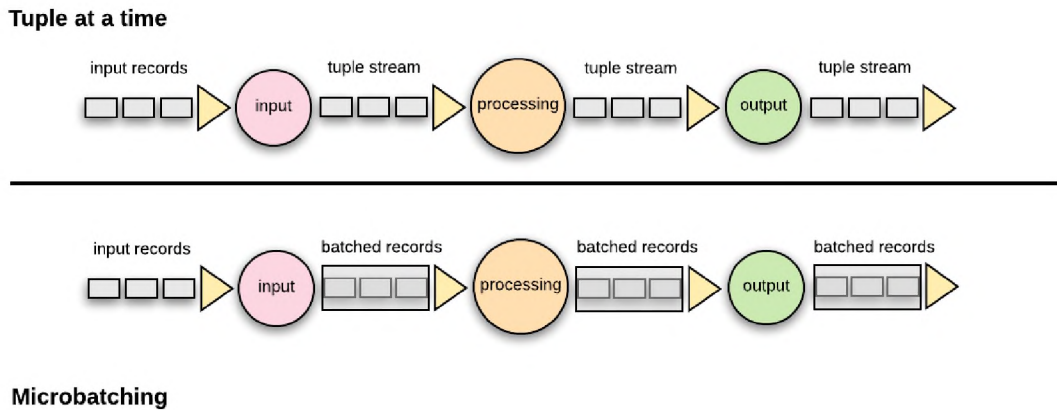 Tuple at a time
input records
tuple stream
tuple stream
tuple stream
input
processing
output
input records
batched records
batched records
batched records
input
processing
output
Microbatching